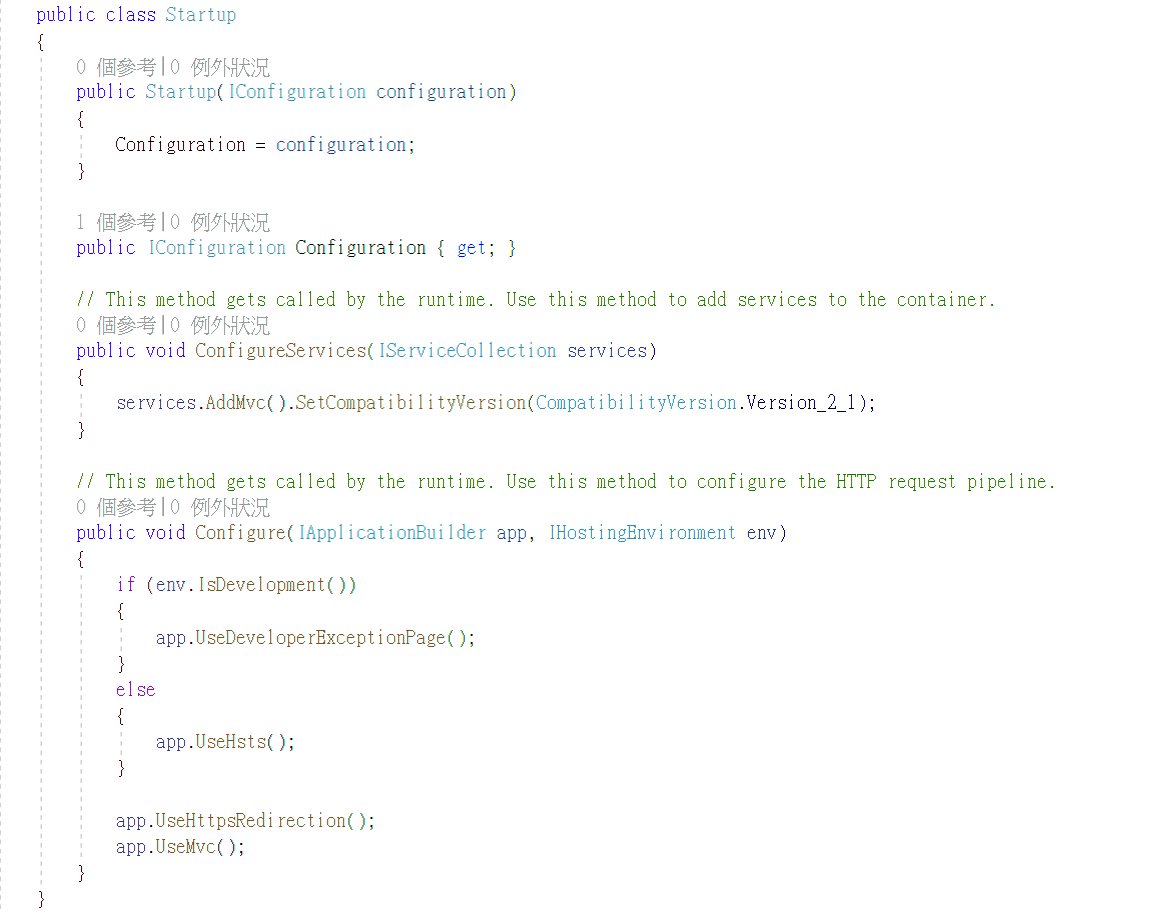 public class Startup
{
0 個參考|0 例外狀況
public Startup(IConfiguration configuration)
{
Configuration = configuration;
}
1 個參考|0 例外狀況
public IConfiguration Configuration { get; }
// This method gets called by the runtime. Use this method to add services to the container.
0 個參考|0 例外狀況
public void ConfigureServices(IServiceCollection services)
{
services.AddMvc().SetCompatibilityVersion(CompatibilityVersion.Version_2_1);
}
// This method gets called by the runtime. Use this method to configure the HTTP request pipeline.
0 個參考|0 例外狀況
public void Configure(IApplicationBuilder app, IHostingEnvironment env)
{
if (env.IsDevelopment())
{
app.UseDeveloperExceptionPage();
}
else
{
app.UseHsts();
}
app.UseHttpsRedirection();
app.UseMvc();
}
}